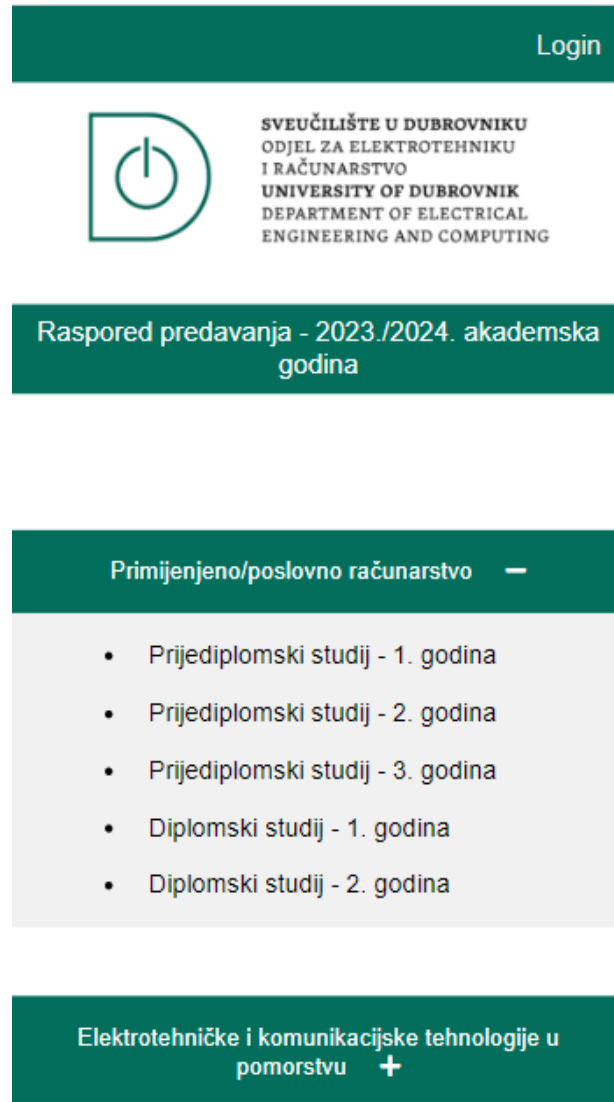 Login
SVEUČILIŠTE U DUBROVNIKU
ODJEL ZA ELEKTROTEHNIKU
I RAČUNARSTVO
UNIVERSITY OF DUBROVNIK
DEPARTMENT OF ELECTRICAL
ENGINEERING AND COMPUTING
Raspored predavanja - 2023./2024. akademska
godina
Primijenjeno/poslovno računarstvo −
• Prijediplomski studij - 1. godina
• Prijediplomski studij - 2. godina
• Prijediplomski studij - 3. godina
• Diplomski studij - 1. godina
• Diplomski studij - 2. godina
Elektrotehničke i komunikacijske tehnologije u
pomorstvu +